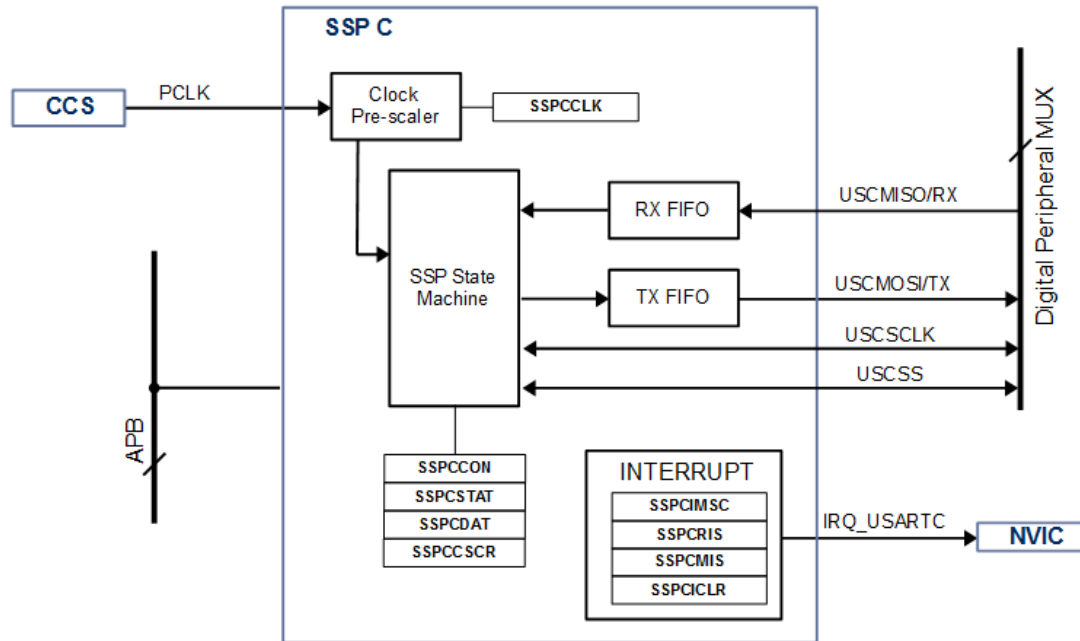 SSP C
CCS
PCLK
Clock
Pre-scaler
SSPCCLK
Digital Peripheral MUX
RX FIFO
USCMISO/RX
SSP State
Machine
TX FIFO
USCMOSI/TX
USCSCLK
USCSS
APB
SSPCCON
SSPCSTAT
SSPCDAT
SSPCCSCR
INTERRUPT
SSPCIMSC
SSPCRIS
SSPCMIS
SSPCICLR
IRQ_USARTC
NVIC